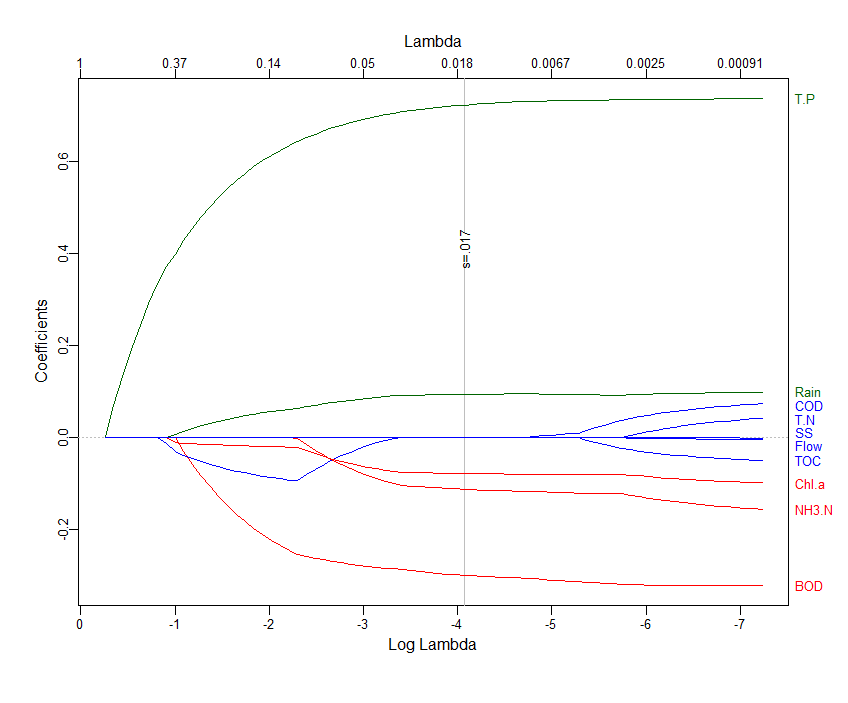 Lambda
1 0.37 0.14 0.05 0.018 0.0067 0.0025 0.00091
T.P
0.6
s=.017
0.4
Coefficients
0.2
Rain
COD
T.N
SS
0.0
Flow
TOC
Chl.a
NH3.N
-0.2
BOD
0 -1 -2 -3 -4 -5 -6 -7
Log Lambda